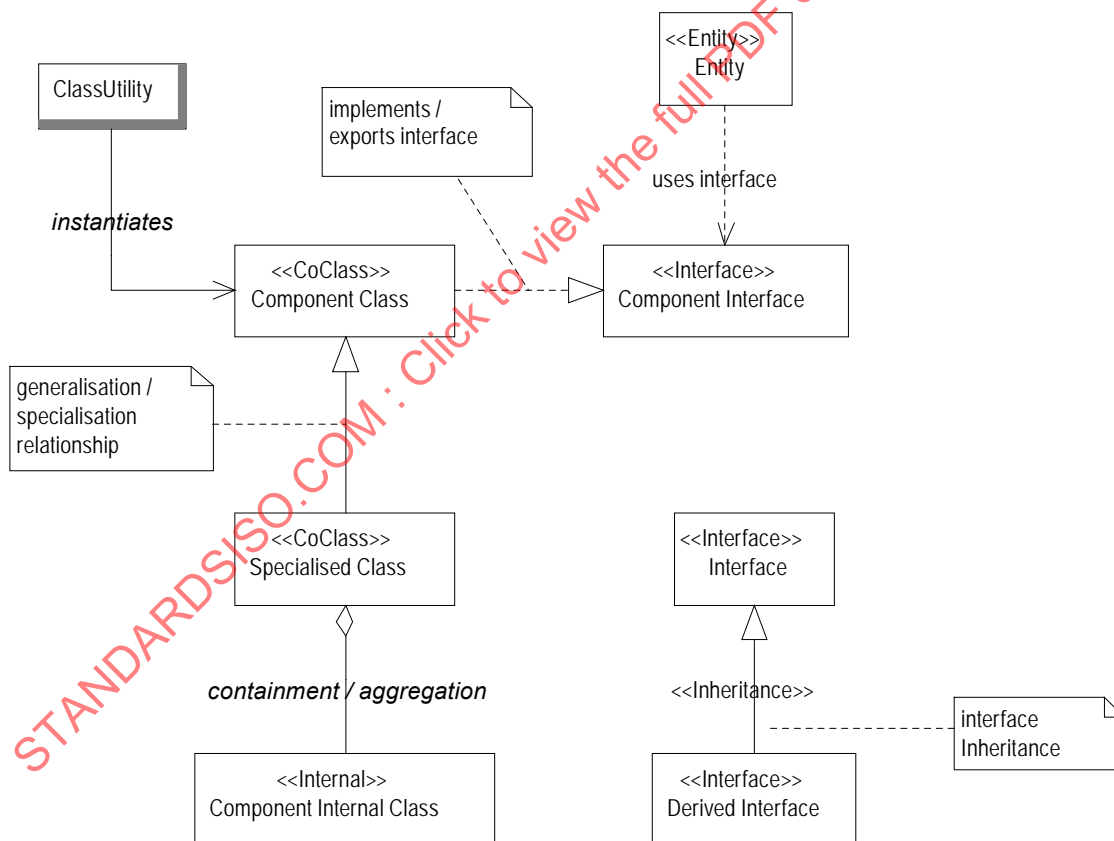 <<Entity>>
Entity
ClassUtility
implements /
exports interface
uses interface
instantiates
<<CoClass>>
Component Class
<<Interface>>
Component Interface
generalisation /
specialisation
relationship
<<CoClass>>
Specialised Class
<<Interface>>
Interface
containment / aggregation
<<Inheritance>>
interface
Inheritance
<<Internal>>
Component Internal Class
<<Interface>>
Derived Interface
STANDARDSISO.COM : Click to view the full PDF